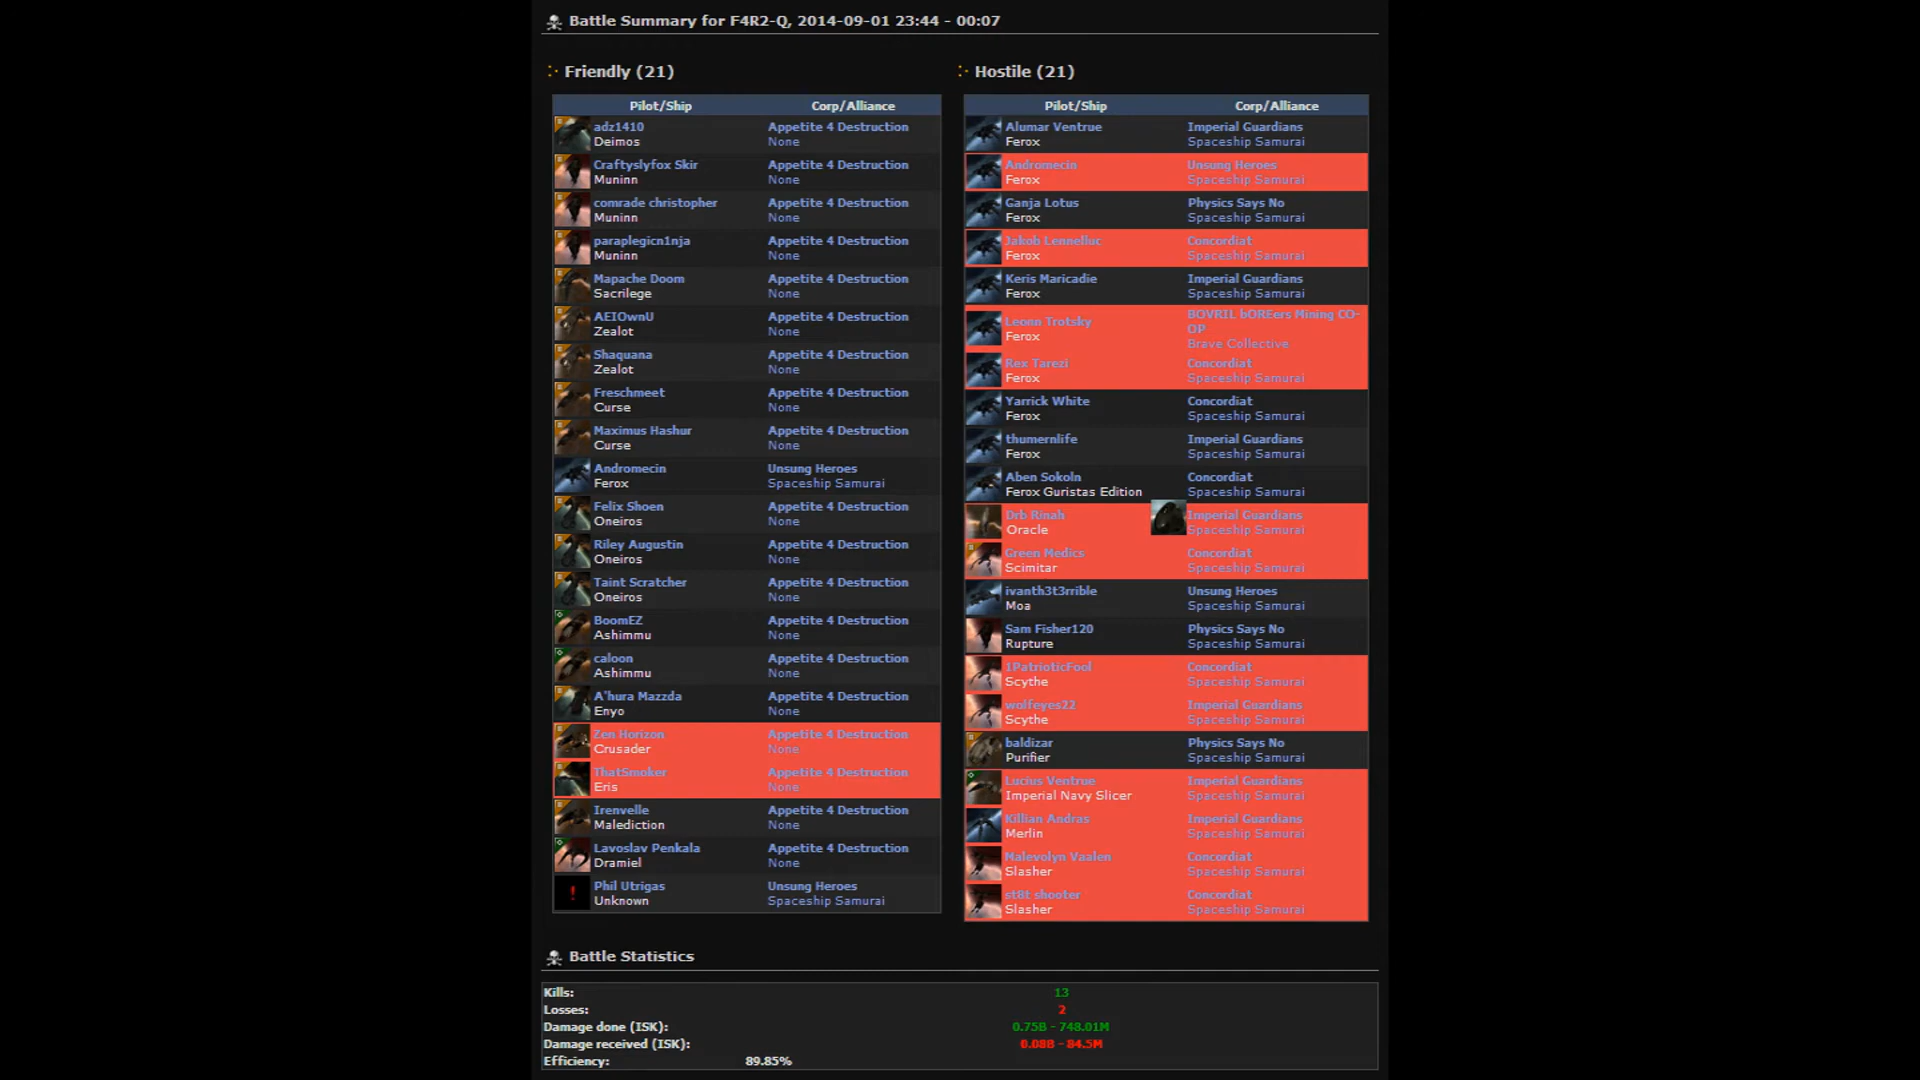 Battle Summary for F4R2-Q, 2014-09-01 23:44 - 00:07
Friendly (21)
Pilot/Ship Corp/Alliance
adz1410 Appetite 4 Destruction
Deimos None
Craftyslyfox Skir Appetite 4 Destruction
Muninn None
comrade christopher Appetite 4 Destruction
Muninn None
paraplegicn1nja Appetite 4 Destruction
Muninn None
Mapache Doom Appetite 4 Destruction
Sacrilege None
AEIOwnU Appetite 4 Destruction
Zealot None
Shaquana Appetite 4 Destruction
Zealot None
Freschmeet Appetite 4 Destruction
Curse None
Maximus Hashur Appetite 4 Destruction
Curse None
Andromecin Unsung Heroes
Ferox Spaceship Samurai
Felix Shoen Appetite 4 Destruction
Oneiros None
Riley Augustin Appetite 4 Destruction
Oneiros None
Taint Scratcher Appetite 4 Destruction
Oneiros None
BoomEZ Appetite 4 Destruction
Ashimmu None
caloon Appetite 4 Destruction
Ashimmu None
A'hura Mazzda Appetite 4 Destruction
Enyo None
Zen Horizon Appetite 4 Destruction
Crusader None
ThatSmoker Appetite 4 Destruction
Eris None
Irenvelle Appetite 4 Destruction
Malediction None
Lavoslav Penkala Appetite 4 Destruction
Dramiel None
Phil Utrigas Unsung Heroes
Unknown Spaceship Samurai
Hostile (21)
Pilot/Ship Corp/Alliance
Alumar Ventrue Imperial Guardians
Ferox Spaceship Samurai
Andromecin Unsung Heroes
Ferox Spaceship Samurai
Ganja Lotus Physics Says No
Ferox Spaceship Samurai
Jakob Lennelluc Concordiat
Ferox Spaceship Samurai
Keris Maricadie Imperial Guardians
Ferox Spaceship Samurai
Leonn Trotsky BOVRIL bOREers Mining CO-
OP
Ferox Brave Collective
Rex Tarezi Concordiat
Ferox Spaceship Samurai
Yarrick White Concordiat
Ferox Spaceship Samurai
thumernlife Imperial Guardians
Ferox Spaceship Samurai
Aben Sokoln Concordiat
Ferox Guristas Edition Spaceship Samurai
Drb Rinah Imperial Guardians
Oracle Spaceship Samurai
Green Medics Concordiat
Scimitar Spaceship Samurai
ivanth3t3rrible Unsung Heroes
Moa Spaceship Samurai
Sam Fisher120 Physics Says No
Rupture Spaceship Samurai
1PatrioticFool Concordiat
Scythe Spaceship Samurai
wolfeyes22 Imperial Guardians
Scythe Spaceship Samurai
baldizar Physics Says No
Purifier Spaceship Samurai
Lucius Ventrue Imperial Guardians
Imperial Navy Slicer Spaceship Samurai
Killian Andras Imperial Guardians
Merlin Spaceship Samurai
Malevolyn Vaalen Concordiat
Slasher Spaceship Samurai
st8t shooter Concordiat
Slasher Spaceship Samurai
Battle Statistics
Kills: 13
Losses: 2
Damage done (ISK): 0.75B - 748.01M
Damage received (ISK): 0.08B - 84.5M
Efficiency: 89.85%